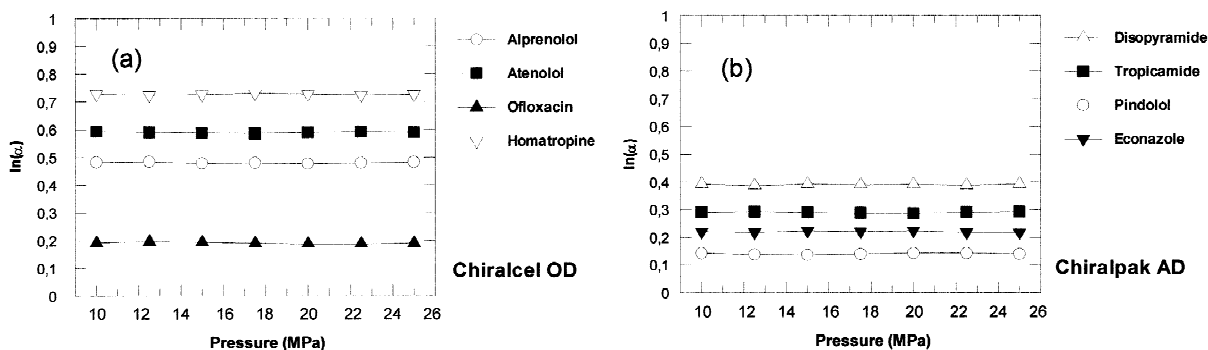 (a)
ln(α)
1
0,9
0,8
0,7
0,6
0,5
0,4
0,3
0,2
0,1
0
10 12 14 16 18 20 22 24 26
Pressure (MPa)
Alprenolol
Atenolol
Ofloxacin
Homatropine
Chiralcel OD
(b)
ln(α)
1
0,9
0,8
0,7
0,6
0,5
0,4
0,3
0,2
0,1
0
10 12 14 16 18 20 22 24 26
Pressure (MPa)
Disopyramide
Tropicamide
Pindolol
Econazole
Chiralpak AD